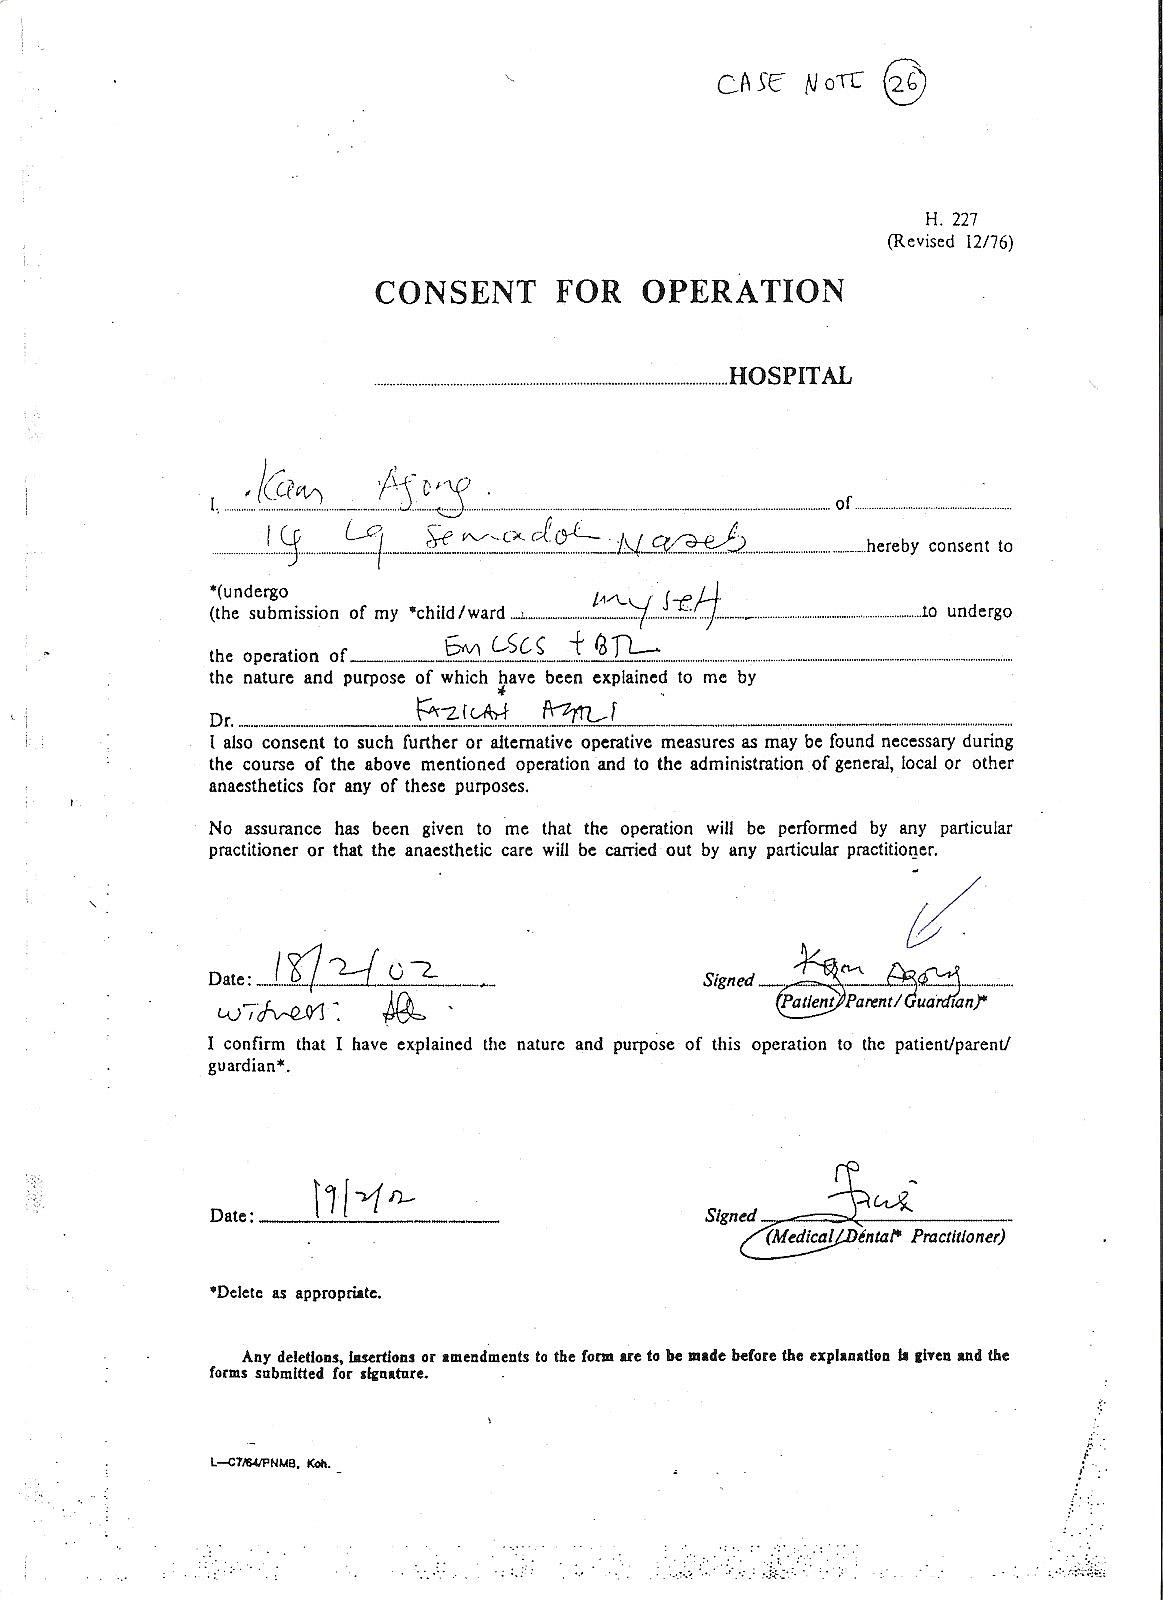 CASE NOTE 26
H. 227
(Revised 12/76)
CONSENT FOR OPERATION
HOSPITAL
I, Kam Agong of
19 Lg Semadol Naseb hereby consent to
*(undergo
(the submission of my *child/ward myself to undergo
the operation of Em LSCS + BTL
the nature and purpose of which have been explained to me by
*
Dr. FAZILAH AZALI
I also consent to such further or alternative operative measures as may be found necessary during
the course of the above mentioned operation and to the administration of general, local or other
anaesthetics for any of these purposes.
No assurance has been given to me that the operation will be performed by any particular
practitioner or that the anaesthetic care will be carried out by any particular practitioner.
Date: 18/2/02 Signed Kam Agong
(Patient/Parent/Guardian)*
witness:
I confirm that I have explained the nature and purpose of this operation to the patient/parent/
guardian*.
Date: 19/2/2 Signed
(Medical/Dental* Practitioner)
*Delete as appropriate.
Any deletions, insertions or amendments to the form are to be made before the explanation is given and the
forms submitted for signature.
L—C7/64/PNMB, Koh.